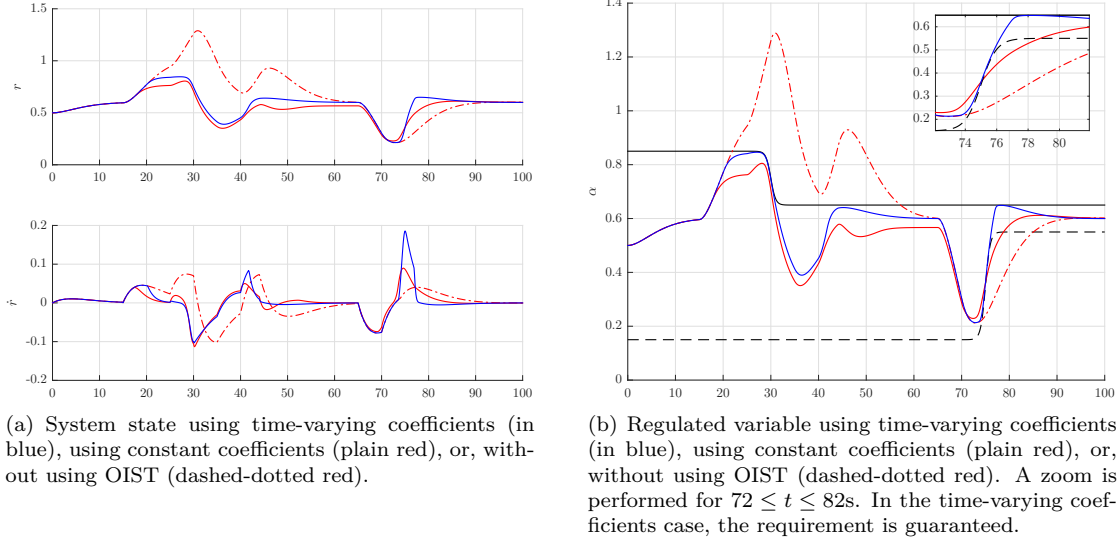 1.5
1
r
0.5
0
0 10 20 30 40 50 60 70 80 90 100
0.2
0.1
ṙ
0
-0.1
-0.2
0 10 20 30 40 50 60 70 80 90 100
(a) System state using time-varying coefficients (in
blue), using constant coefficients (plain red), or, with-
out using OIST (dashed-dotted red).
1.4
1.2
1
0.8
α
0.6
0.4
0.2
0
0 10 20 30 40 50 60 70 80 90 100
0.6
0.5
0.4
0.3
0.2
74 76 78 80
(b) Regulated variable using time-varying coefficients
(in blue), using constant coefficients (plain red), or,
without using OIST (dashed-dotted red). A zoom is
performed for 72 ≤ t ≤ 82s. In the time-varying coef-
ficients case, the requirement is guaranteed.